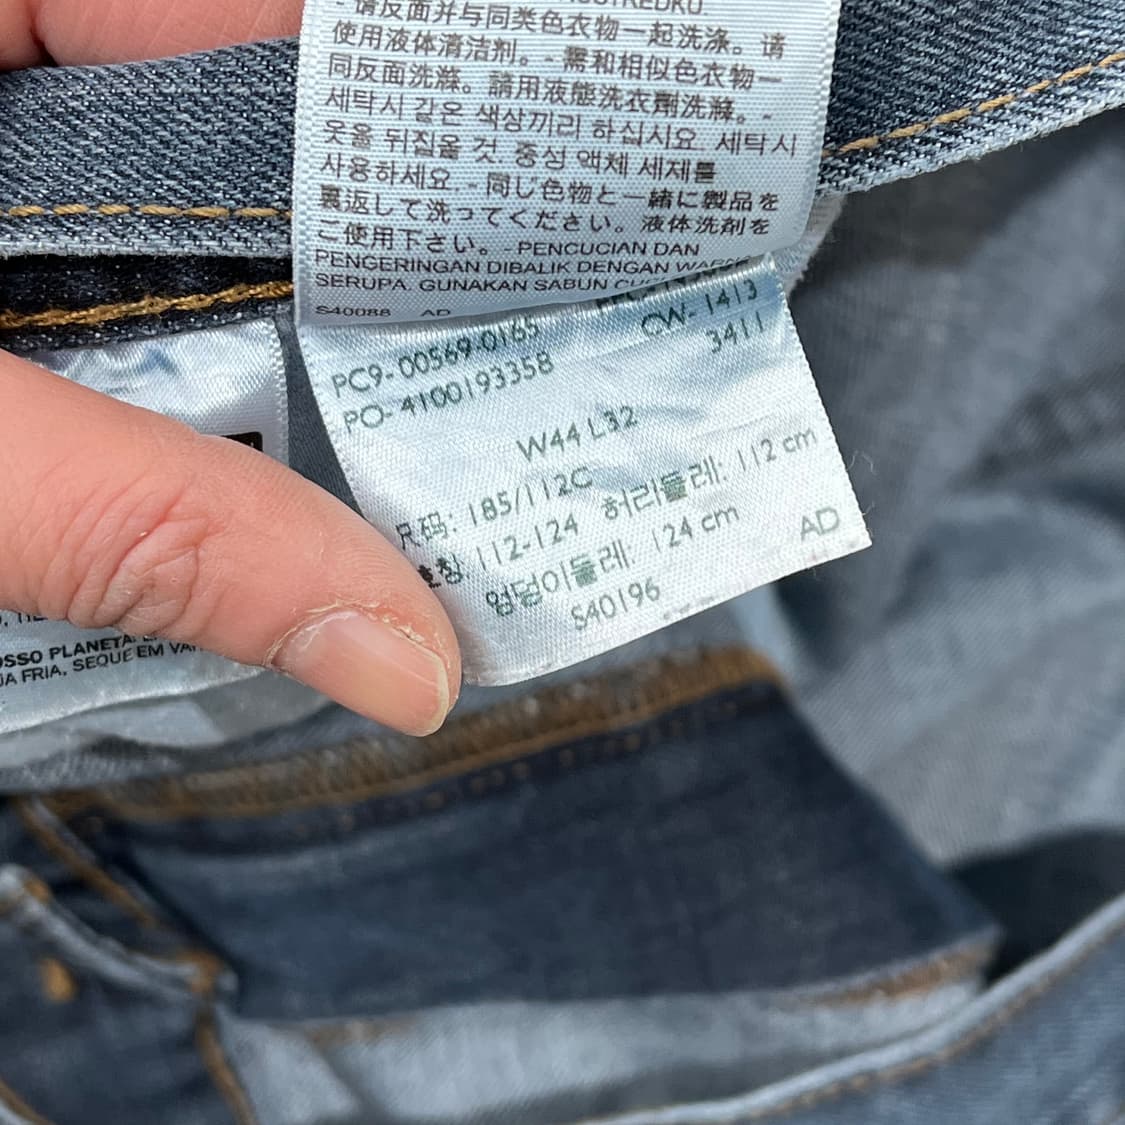 - 请反面并与同类色衣物一起洗涤。请
使用液体清洁剂。- 需和相似色衣物一
同反面洗滌。請用液態洗衣劑洗滌。-
세탁시 같은 색상끼리 하십시요. 세탁시
옷을 뒤집을 것. 중성 액체 세제를
사용하세요. - 同じ色物と一緒に製品を
裏返して洗ってください。液体洗剤を
ご使用下さい。- PENCUCIAN DAN
PENGERINGAN DIBALIK DENGAN WARNA
SERUPA. GUNAKAN SABUN
S40088 AD
PC9-00569-0165 CW-1413
PO-4100193358 3411
W44 L32
尺码: 185/112C
호칭 112-124 허리둘레: 112 cm
엉덩이둘레: 124 cm AD
S40196
OSSO PLANETA:
UA FRIA, SEQUE EM